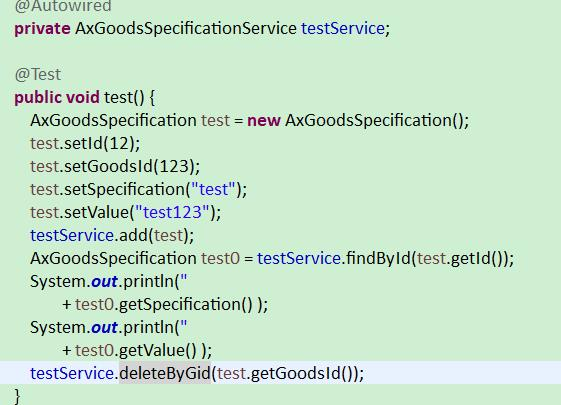 @Autowired
private AxGoodsSpecificationService testService;
@Test
public void test() {
AxGoodsSpecification test = new AxGoodsSpecification();
test.setId(12);
test.setGoodsId(123);
test.setSpecification("test");
test.setValue("test123");
testService.add(test);
AxGoodsSpecification test0 = testService.findById(test.getId());
System.out.println("
+ test0.getSpecification() );
System.out.println("
+ test0.getValue() );
testService.deleteByGid(test.getGoodsId());
}